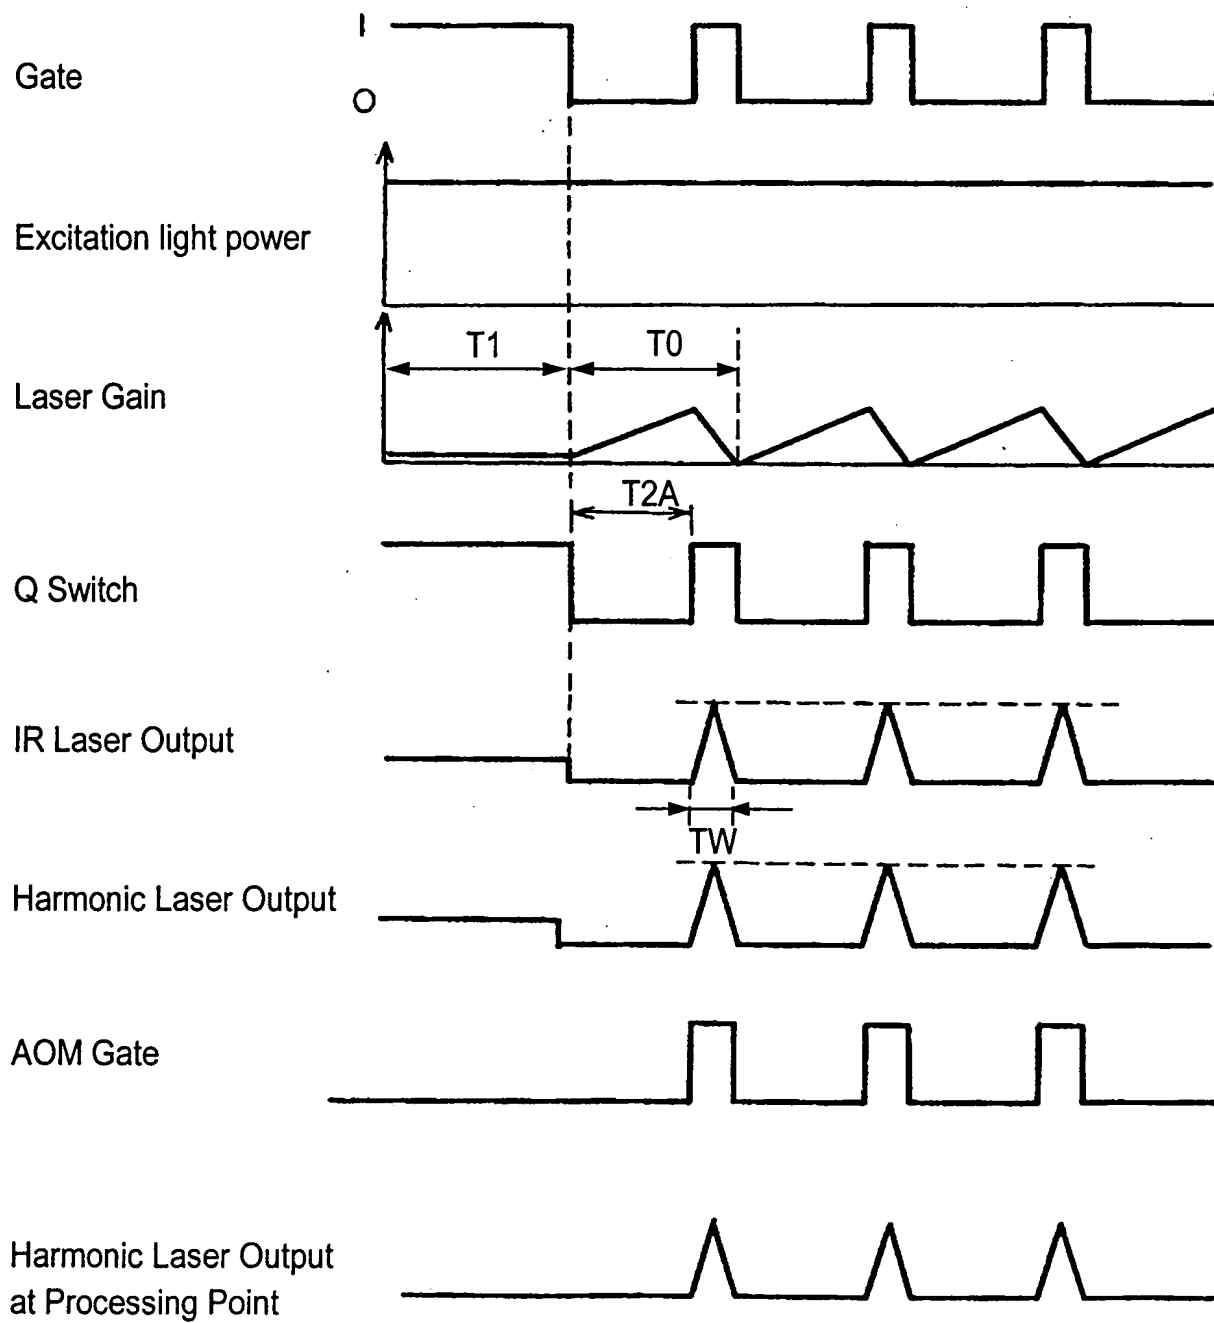 I
Gate
O
Excitation light power
T1
T0
Laser Gain
T2A
Q Switch
IR Laser Output
TW
Harmonic Laser Output
AOM Gate
Harmonic Laser Output
at Processing Point